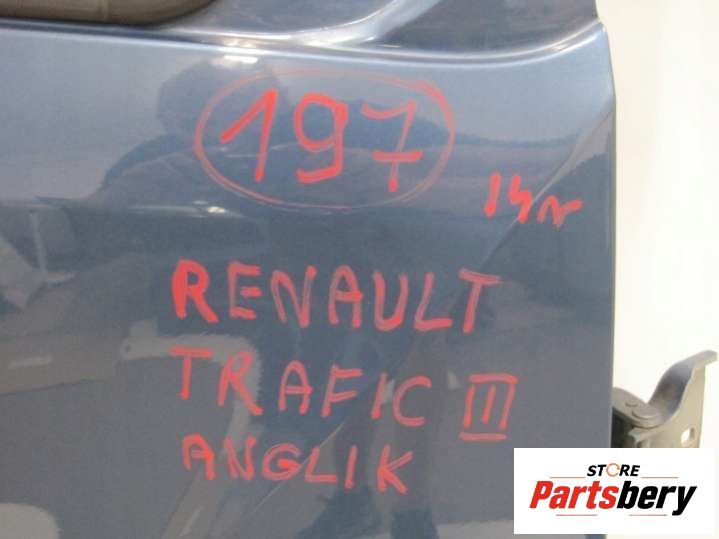 197
14r
RENAULT
TRAFIC III
ANGLIK
STORE
Partsbery